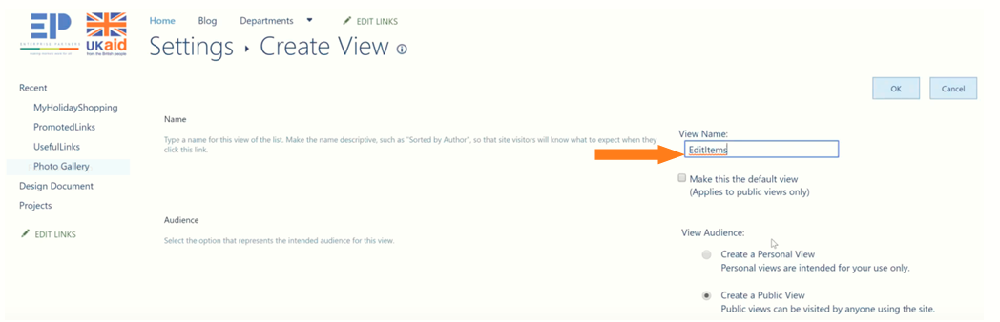 EP
ENTERPRISE PARTNERS
UKaid
from the British people
Home Blog Departments EDIT LINKS
Settings Create View
OK Cancel
Recent
MyHolidayShopping
PromotedLinks
UsefulLinks
Photo Gallery
Design Document
Projects
EDIT LINKS
Name
Type a name for this view of the list. Make the name descriptive, such as "Sorted by Author", so that site visitors will know what to expect when they
click this link.
View Name:
EditItems
Make this the default view
(Applies to public views only)
Audience
Select the option that represents the intended audience for this view.
View Audience:
Create a Personal View
Personal views are intended for your use only.
Create a Public View
Public views can be visited by anyone using the site.